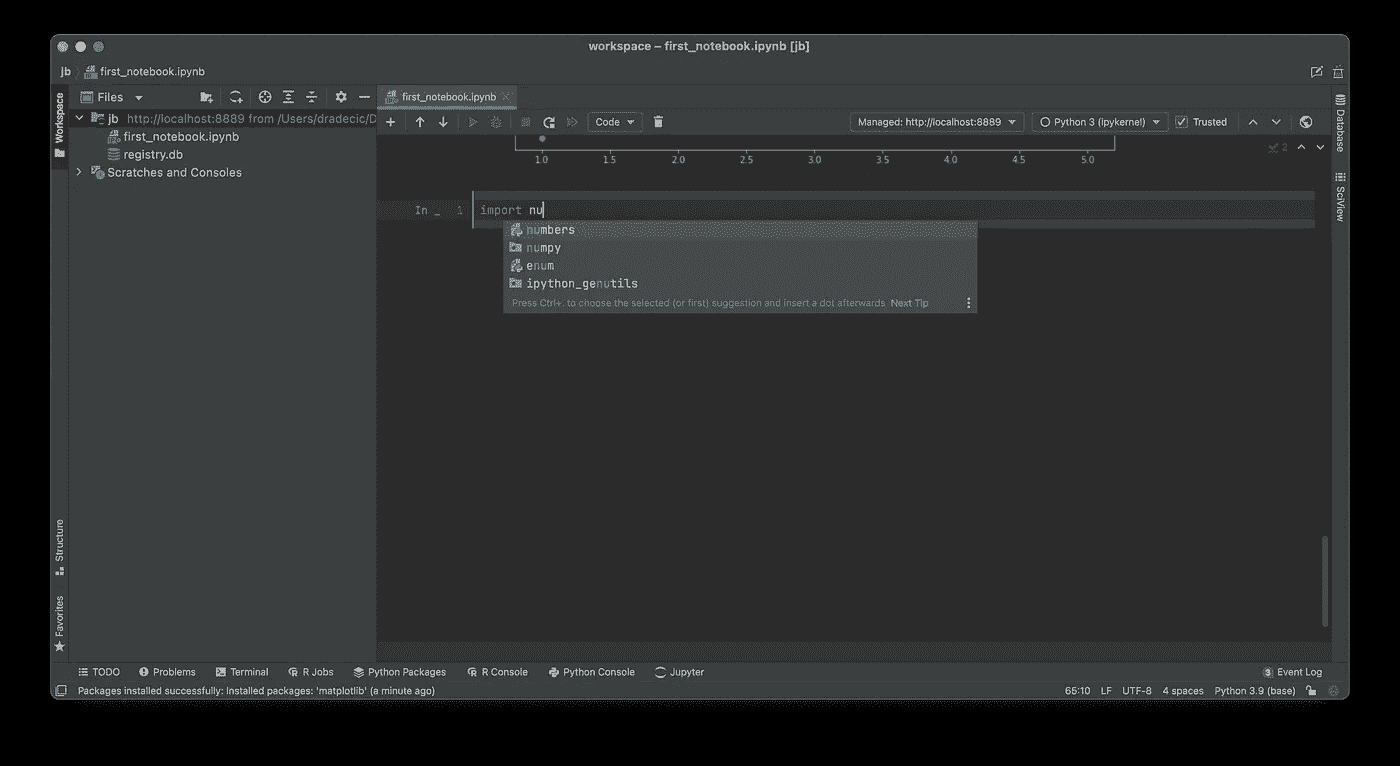 workspace – first_notebook.ipynb [jb]
jb first_notebook.ipynb
Workspace
Files
first_notebook.ipynb
jb http://localhost:8889 from /Users/dradecic/D
first_notebook.ipynb
registry.db
Scratches and Consoles
Code
Managed: http://localhost:8889
Python 3 (ipykernel)
Trusted
Database
SciView
2
1.0 1.5 2.0 2.5 3.0 3.5 4.0 4.5 5.0
In _ 1 import nu
numbers
numpy
enum
ipython_genutils
Press Ctrl+. to choose the selected (or first) suggestion and insert a dot afterwards Next Tip
Structure
Favorites
TODO Problems Terminal R Jobs Python Packages R Console Python Console Jupyter 3 Event Log
Packages installed successfully: Installed packages: 'matplotlib' (a minute ago) 65:10 LF UTF-8 4 spaces Python 3.9 (base)